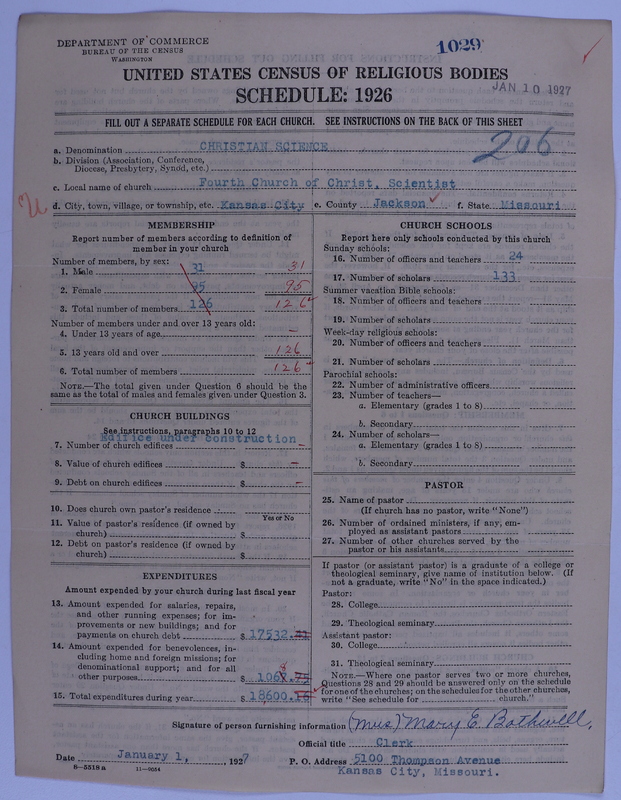 DEPARTMENT OF COMMERCE
BUREAU OF THE CENSUS
WASHINGTON
1029
UNITED STATES CENSUS OF RELIGIOUS BODIES
SCHEDULE: 1926
JAN 10 1927
FILL OUT A SEPARATE SCHEDULE FOR EACH CHURCH. SEE INSTRUCTIONS ON THE BACK OF THIS SHEET
206
a. Denomination CHRISTIAN SCIENCE
b. Division (Association, Conference,
Diocese, Presbytery, Synod, etc.)
c. Local name of church Fourth Church of Christ, Scientist
d. City, town, village, or township, etc. Kansas City e. County Jackson f. State Missouri
MEMBERSHIP
Report number of members according to definition of
member in your church
Number of members, by sex:
1. Male 31 31
2. Female 95 95
3. Total number of members 126 126
Number of members under and over 13 years old:
4. Under 13 years of age –
5. 13 years old and over 126
6. Total number of members 126
NOTE.—The total given under Question 6 should be the
same as the total of males and females given under Question 3.
CHURCH BUILDINGS
See instructions, paragraphs 10 to 12
Edifice under construction
7. Number of church edifices –
8. Value of church edifices $ –
9. Debt on church edifices $ –
10. Does church own pastor's residence
Yes or No
11. Value of pastor's residence (if owned by
church) $
12. Debt on pastor's residence (if owned by
church) $
EXPENDITURES
Amount expended by your church during last fiscal year
13. Amount expended for salaries, repairs,
and other running expenses; for im-
provements or new buildings; and for
payments on church debt $ 17532.41
14. Amount expended for benevolences, in-
cluding home and foreign missions; for
denominational support; and for all
other purposes $ 1067.75
8
15. Total expenditures during year $ 18600.16
CHURCH SCHOOLS
Report here only schools conducted by this church
Sunday schools:
16. Number of officers and teachers 24
17. Number of scholars 133
Summer vacation Bible schools:
18. Number of officers and teachers
19. Number of scholars
Week-day religious schools:
20. Number of officers and teachers
21. Number of scholars
Parochial schools:
22. Number of administrative officers
23. Number of teachers—
a. Elementary (grades 1 to 8)
b. Secondary
24. Number of scholars—
a. Elementary (grades 1 to 8)
b. Secondary
PASTOR
25. Name of pastor
(If church has no pastor, write "None")
26. Number of ordained ministers, if any, em-
ployed as assistant pastors
27. Number of other churches served by the
pastor or his assistants
If pastor (or assistant pastor) is a graduate of a college or
theological seminary, give name of institution below. (If
not a graduate, write "No" in the space indicated.)
Pastor:
28. College
29. Theological seminary
Assistant pastor:
30. College
31. Theological seminary
NOTE.—Where one pastor serves two or more churches,
Questions 28 and 29 should be answered only on the schedule
for one of the churches; on the schedules for the other churches,
write "See schedule for church."
Signature of person furnishing information (Mrs) Mary E. Bothwell,
Official title Clerk
Date January 1, 1927 P. O. Address 5100 Thompson Avenue
8—5518 a 11—9054 Kansas City, Missouri.